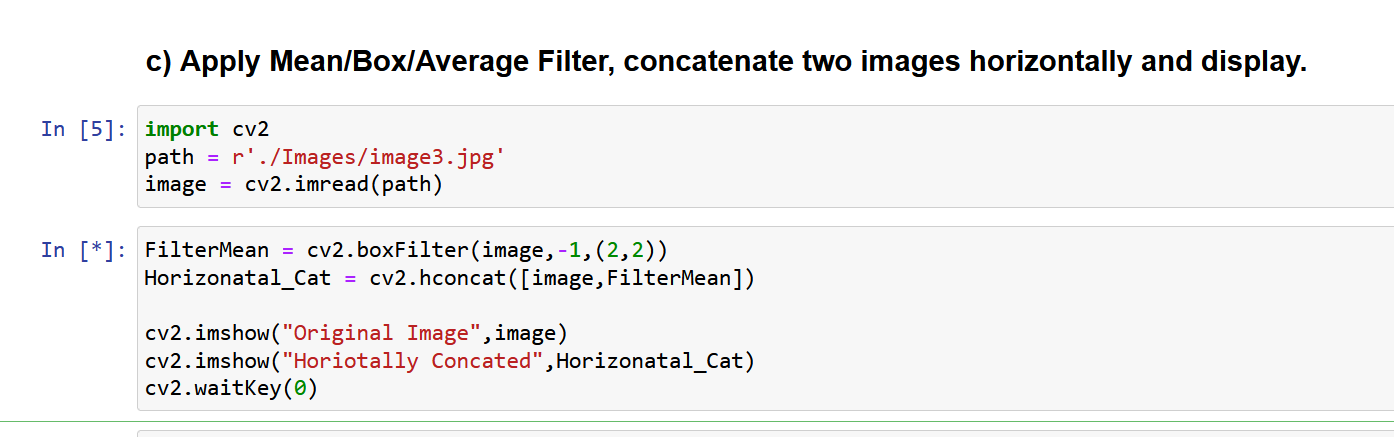 c) Apply Mean/Box/Average Filter, concatenate two images horizontally and display.
In [5]:
import cv2
path = r'./Images/image3.jpg'
image = cv2.imread(path)
In [*]:
FilterMean = cv2.boxFilter(image,-1,(2,2))
Horizonatal_Cat = cv2.hconcat([image,FilterMean])
cv2.imshow("Original Image",image)
cv2.imshow("Horiotally Concated",Horizonatal_Cat)
cv2.waitKey(0)